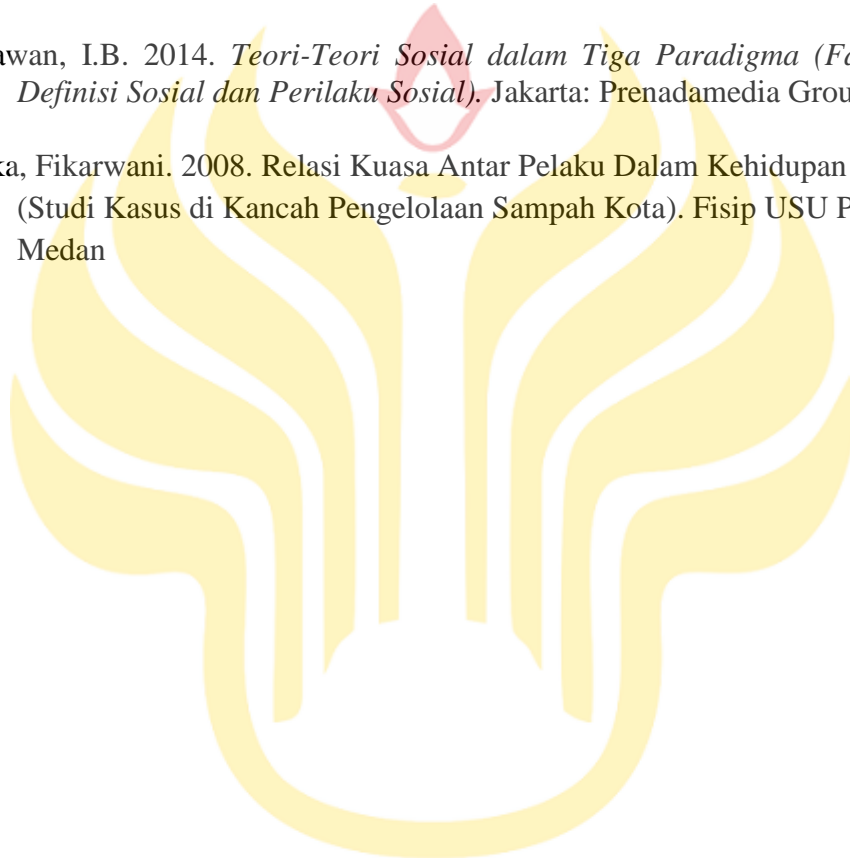 awan, I.B. 2014. Teori-Teori Sosial dalam Tiga Paradigma (Fa
Definisi Sosial dan Perilaku Sosial). Jakarta: Prenadamedia Grou
ka, Fikarwani. 2008. Relasi Kuasa Antar Pelaku Dalam Kehidupan
(Studi Kasus di Kancah Pengelolaan Sampah Kota). Fisip USU P
Medan